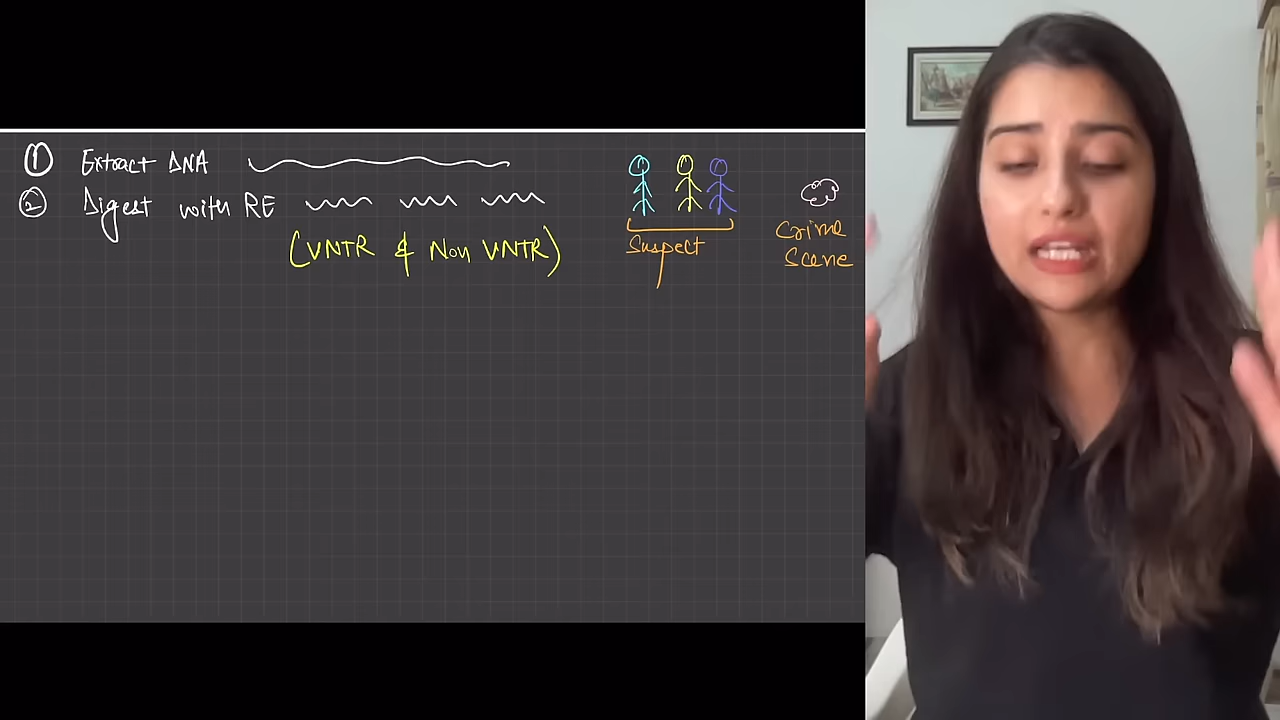 ① Extract DNA
② Digest with RE
(VNTR & Non VNTR)
Suspect
Crime
Scene